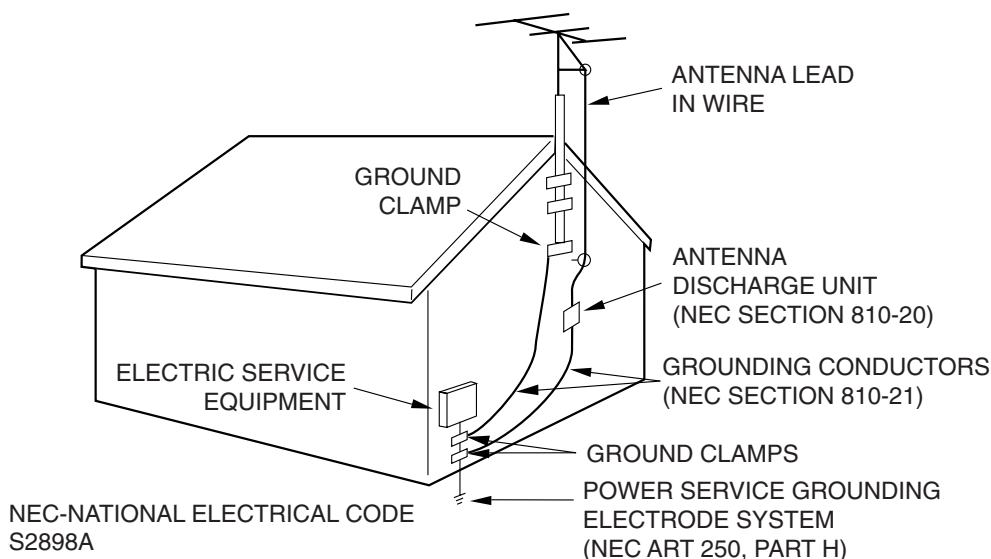 ANTENNA LEAD
IN WIRE
GROUND
CLAMP
ANTENNA
DISCHARGE UNIT
(NEC SECTION 810-20)
ELECTRIC SERVICE
EQUIPMENT
GROUNDING CONDUCTORS
(NEC SECTION 810-21)
GROUND CLAMPS
POWER SERVICE GROUNDING
ELECTRODE SYSTEM
(NEC ART 250, PART H)
NEC-NATIONAL ELECTRICAL CODE
S2898A